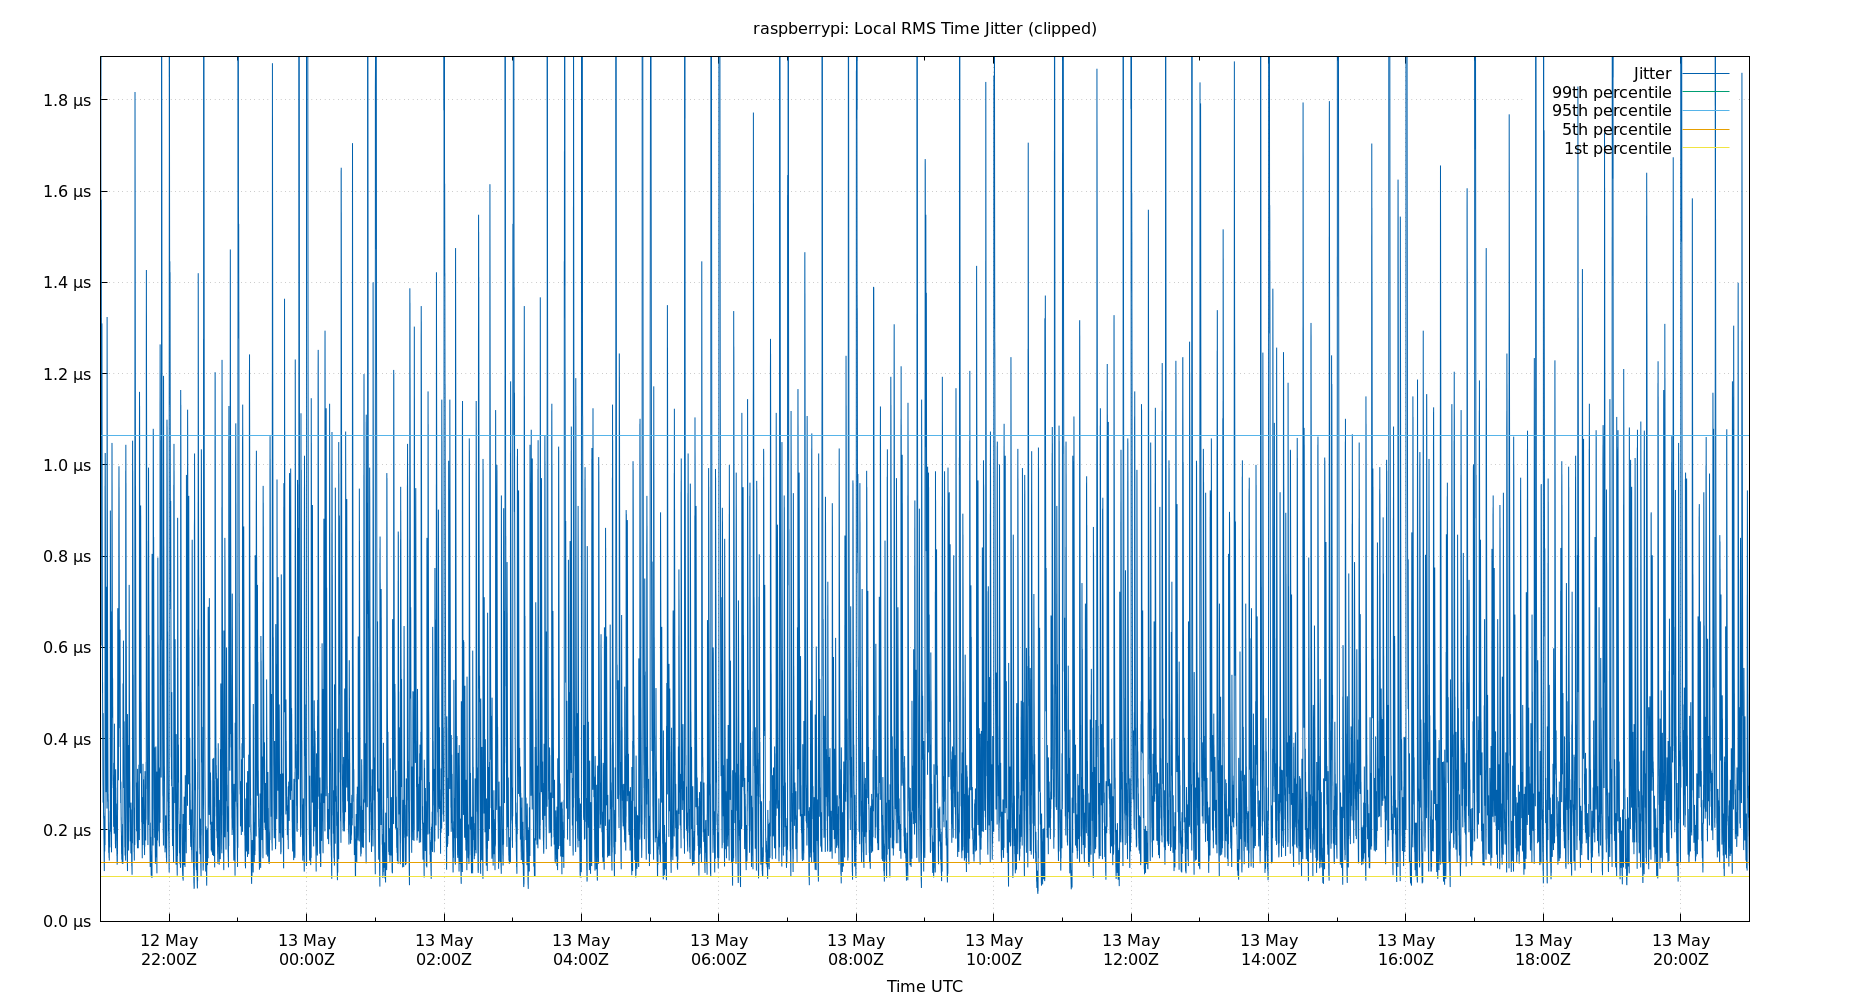 raspberrypi: Local RMS Time Jitter (clipped)
Jitter
99th percentile
95th percentile
5th percentile
1st percentile
1.8 μs
1.6 μs
1.4 μs
1.2 μs
1.0 μs
0.8 μs
0.6 μs
0.4 μs
0.2 μs
0.0 μs
12 May 13 May 13 May 13 May 13 May 13 May 13 May 13 May 13 May 13 May 13 May 13 May
22:00Z 00:00Z 02:00Z 04:00Z 06:00Z 08:00Z 10:00Z 12:00Z 14:00Z 16:00Z 18:00Z 20:00Z
Time UTC